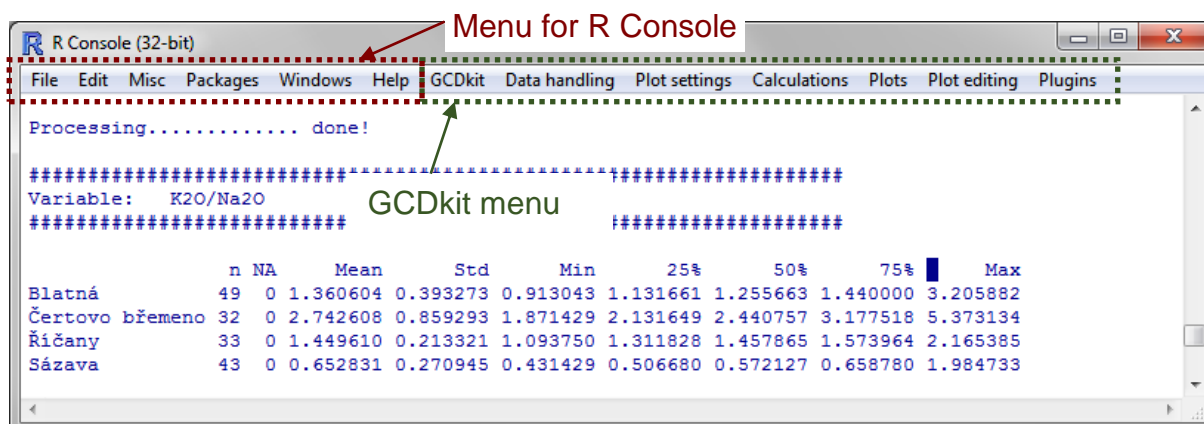 Menu for R Console
R Console (32-bit)
File Edit Misc Packages Windows Help GCDkit Data handling Plot settings Calculations Plots Plot editing Plugins
Processing............. done!
###########################  #####################
Variable: K2O/Na2O
GCDkit menu
###########################  #####################
n NA Mean Std Min 25% 50% 75% Max
Blatná 49 0 1.360604 0.393273 0.913043 1.131661 1.255663 1.440000 3.205882
Čertovo břemeno 32 0 2.742608 0.859293 1.871429 2.131649 2.440757 3.177518 5.373134
Říčany 33 0 1.449610 0.213321 1.093750 1.311828 1.457865 1.573964 2.165385
Sázava 43 0 0.652831 0.270945 0.431429 0.506680 0.572127 0.658780 1.984733